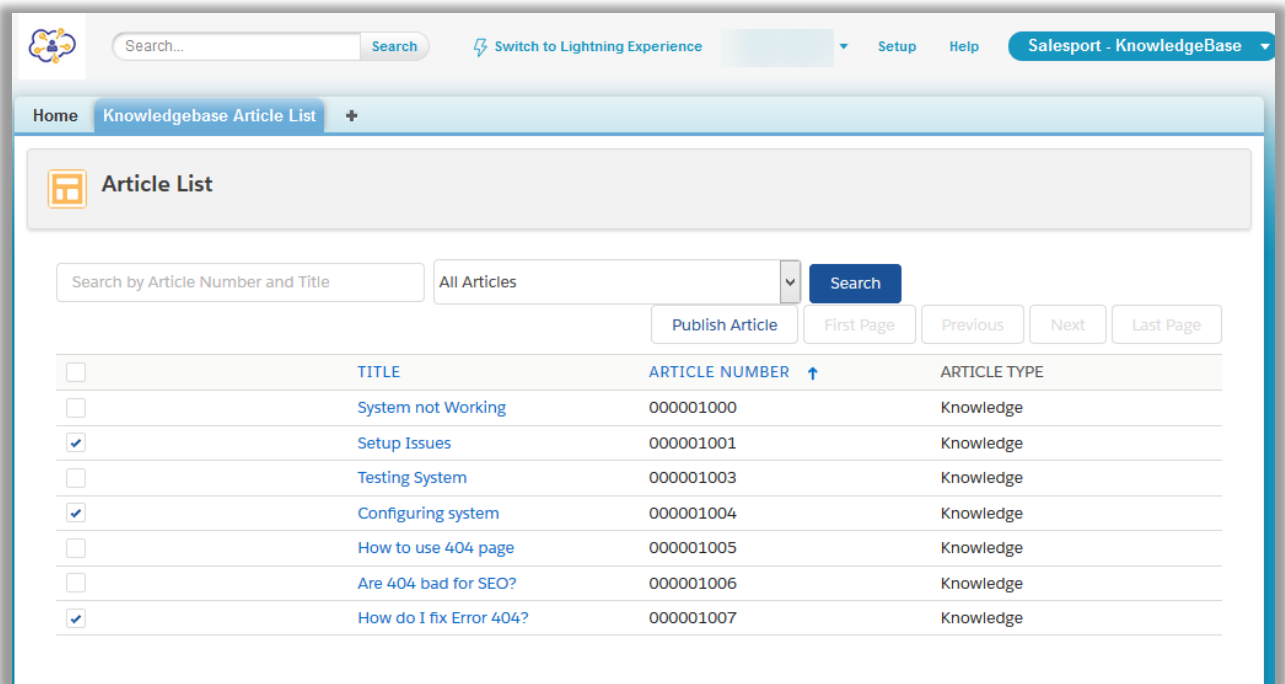 Search... Search Switch to Lightning Experience Setup Help Salesport - KnowledgeBase
Home Knowledgebase Article List +
Article List
Search by Article Number and Title All Articles Search
Publish Article First Page Previous Next Last Page
TITLE ARTICLE NUMBER ↑ ARTICLE TYPE
System not Working 000001000 Knowledge
Setup Issues 000001001 Knowledge
Testing System 000001003 Knowledge
Configuring system 000001004 Knowledge
How to use 404 page 000001005 Knowledge
Are 404 bad for SEO? 000001006 Knowledge
How do I fix Error 404? 000001007 Knowledge